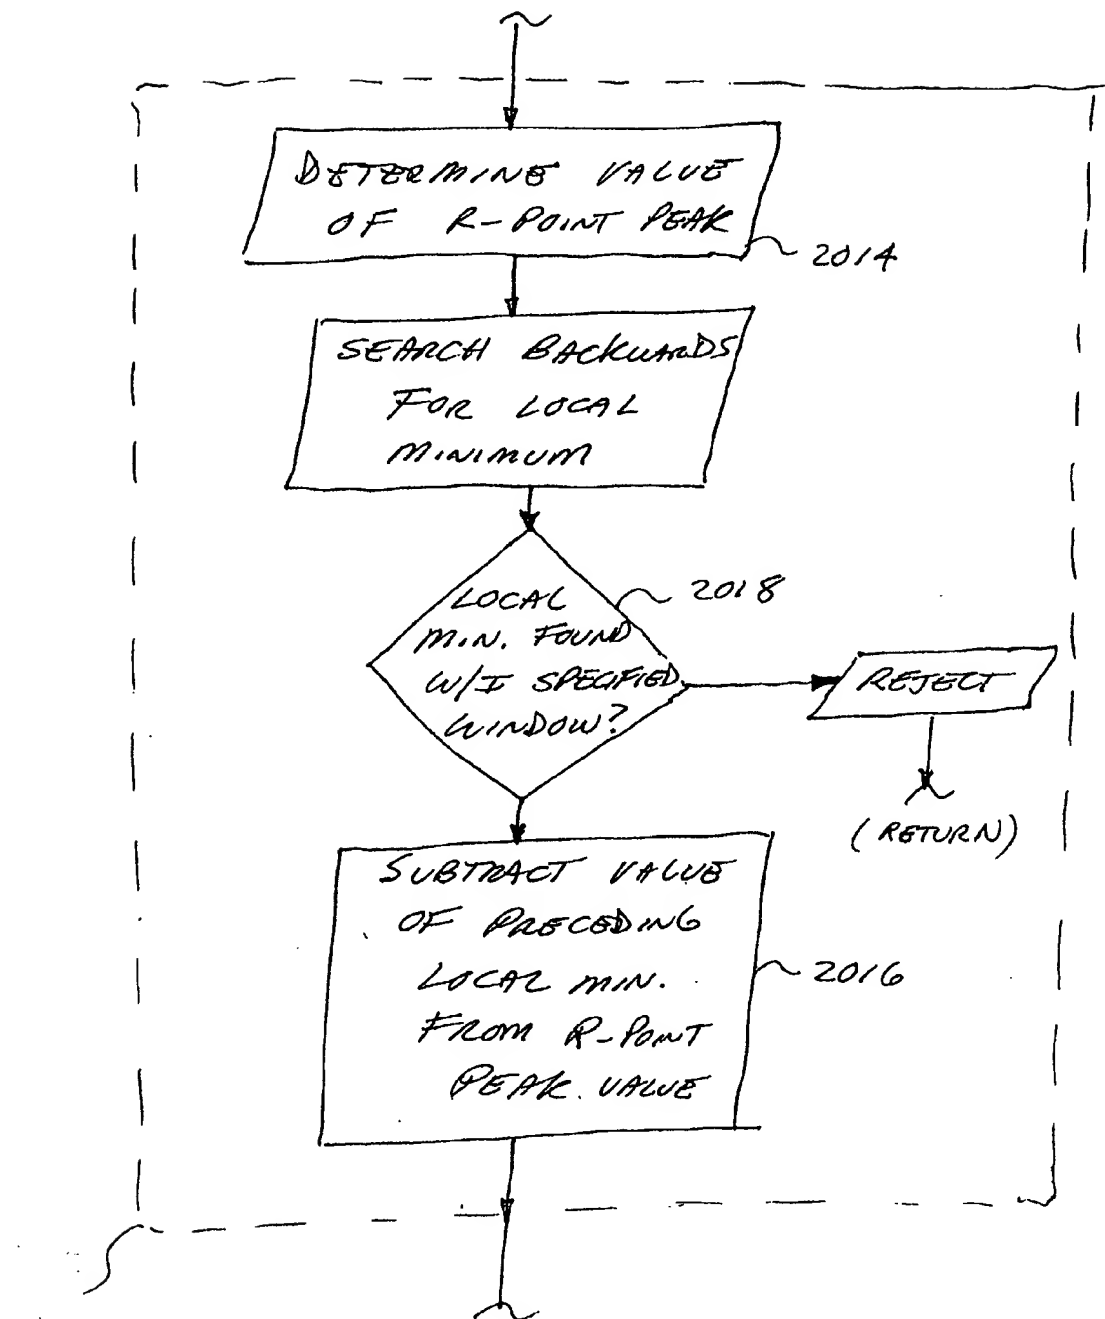 DETERMINE VALUE
OF R-POINT PEAK
2014
SEARCH BACKWARDS
FOR LOCAL
MINIMUM
LOCAL
MIN. FOUND
W/I SPECIFIED
WINDOW?
2018
REJECT
(RETURN)
SUBTRACT VALUE
OF PRECEDING
LOCAL MIN.
FROM R-POINT
PEAK VALUE
2016